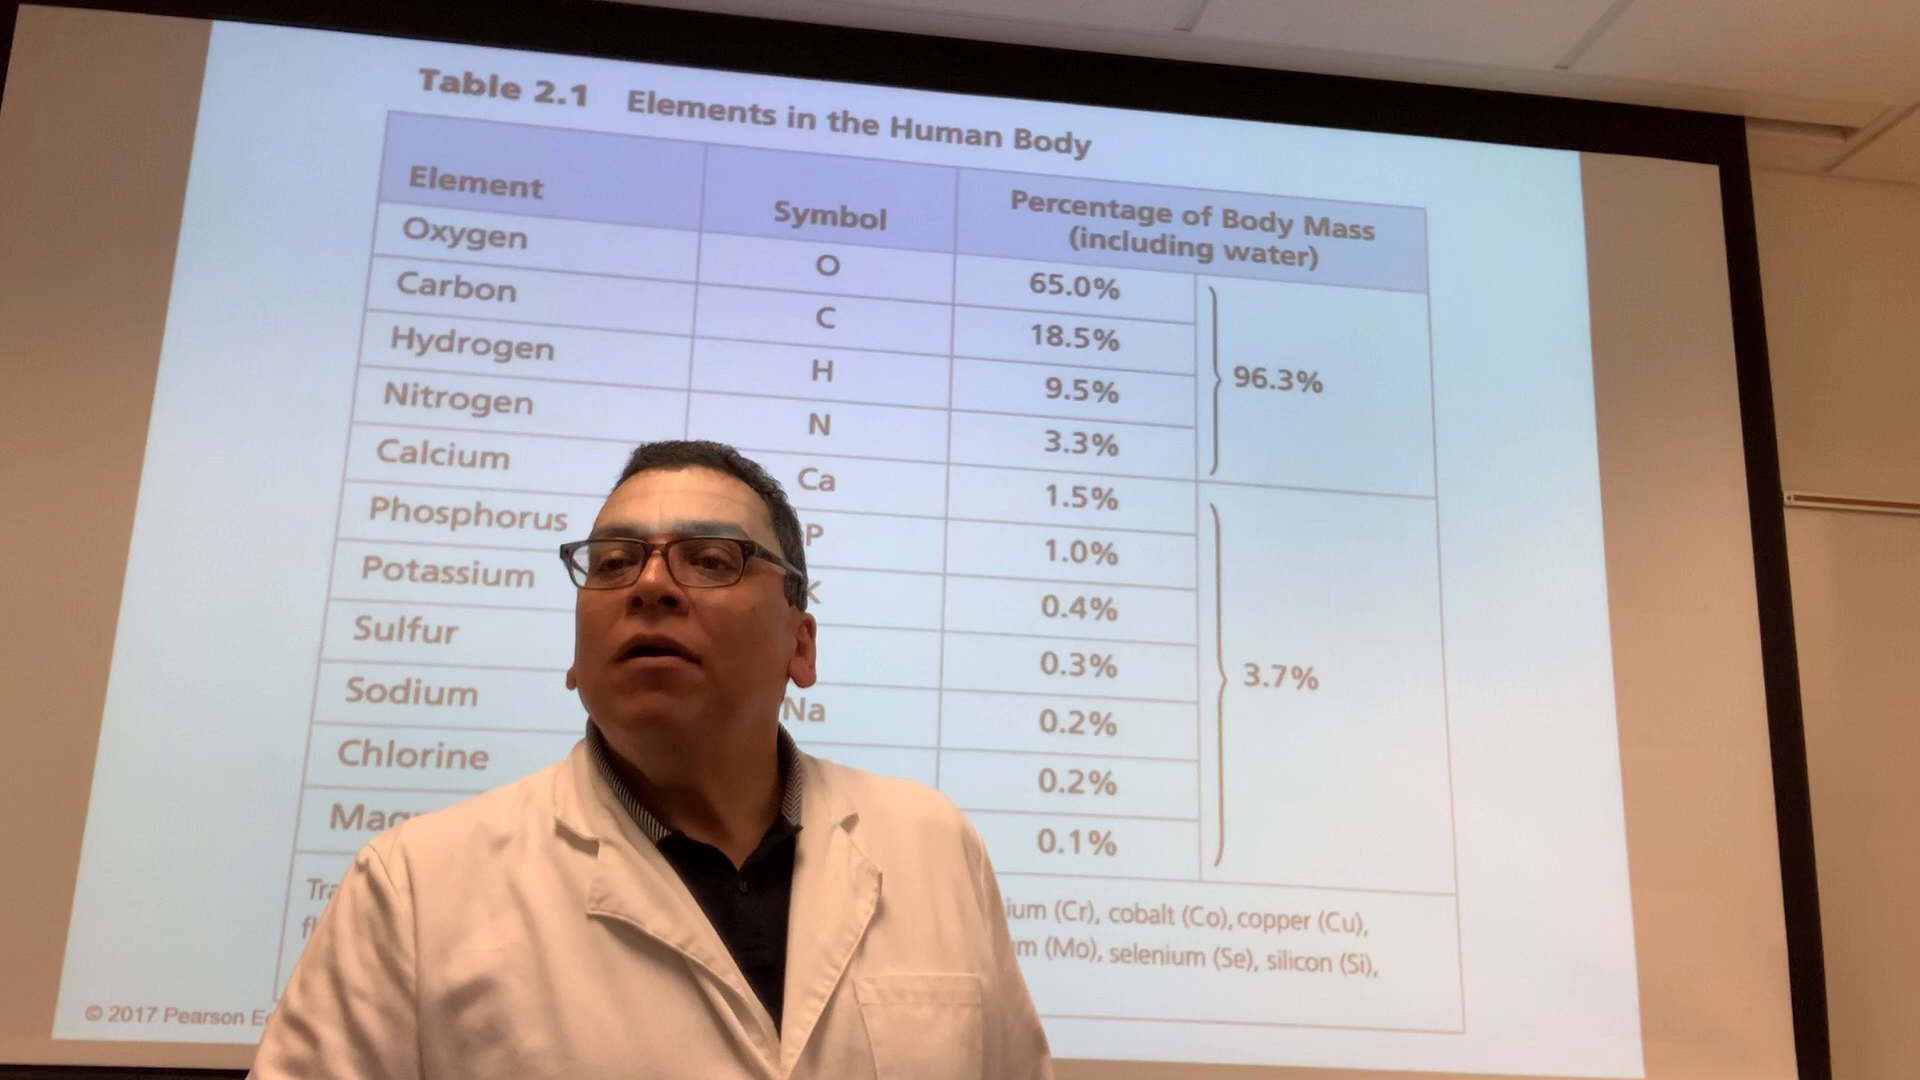 Table 2.1 Elements in the Human Body
Element Symbol Percentage of Body Mass
(including water)
Oxygen O 65.0%
Carbon C 18.5%
Hydrogen H 9.5%
96.3%
Nitrogen N 3.3%
Calcium Ca 1.5%
Phosphorus P 1.0%
Potassium K 0.4%
Sulfur 0.3%
3.7%
Sodium Na 0.2%
Chlorine 0.2%
0.1%
(Cr), cobalt (Co), copper (Cu),
(Mo), selenium (Se), silicon (Si),
© 2017 Pearson